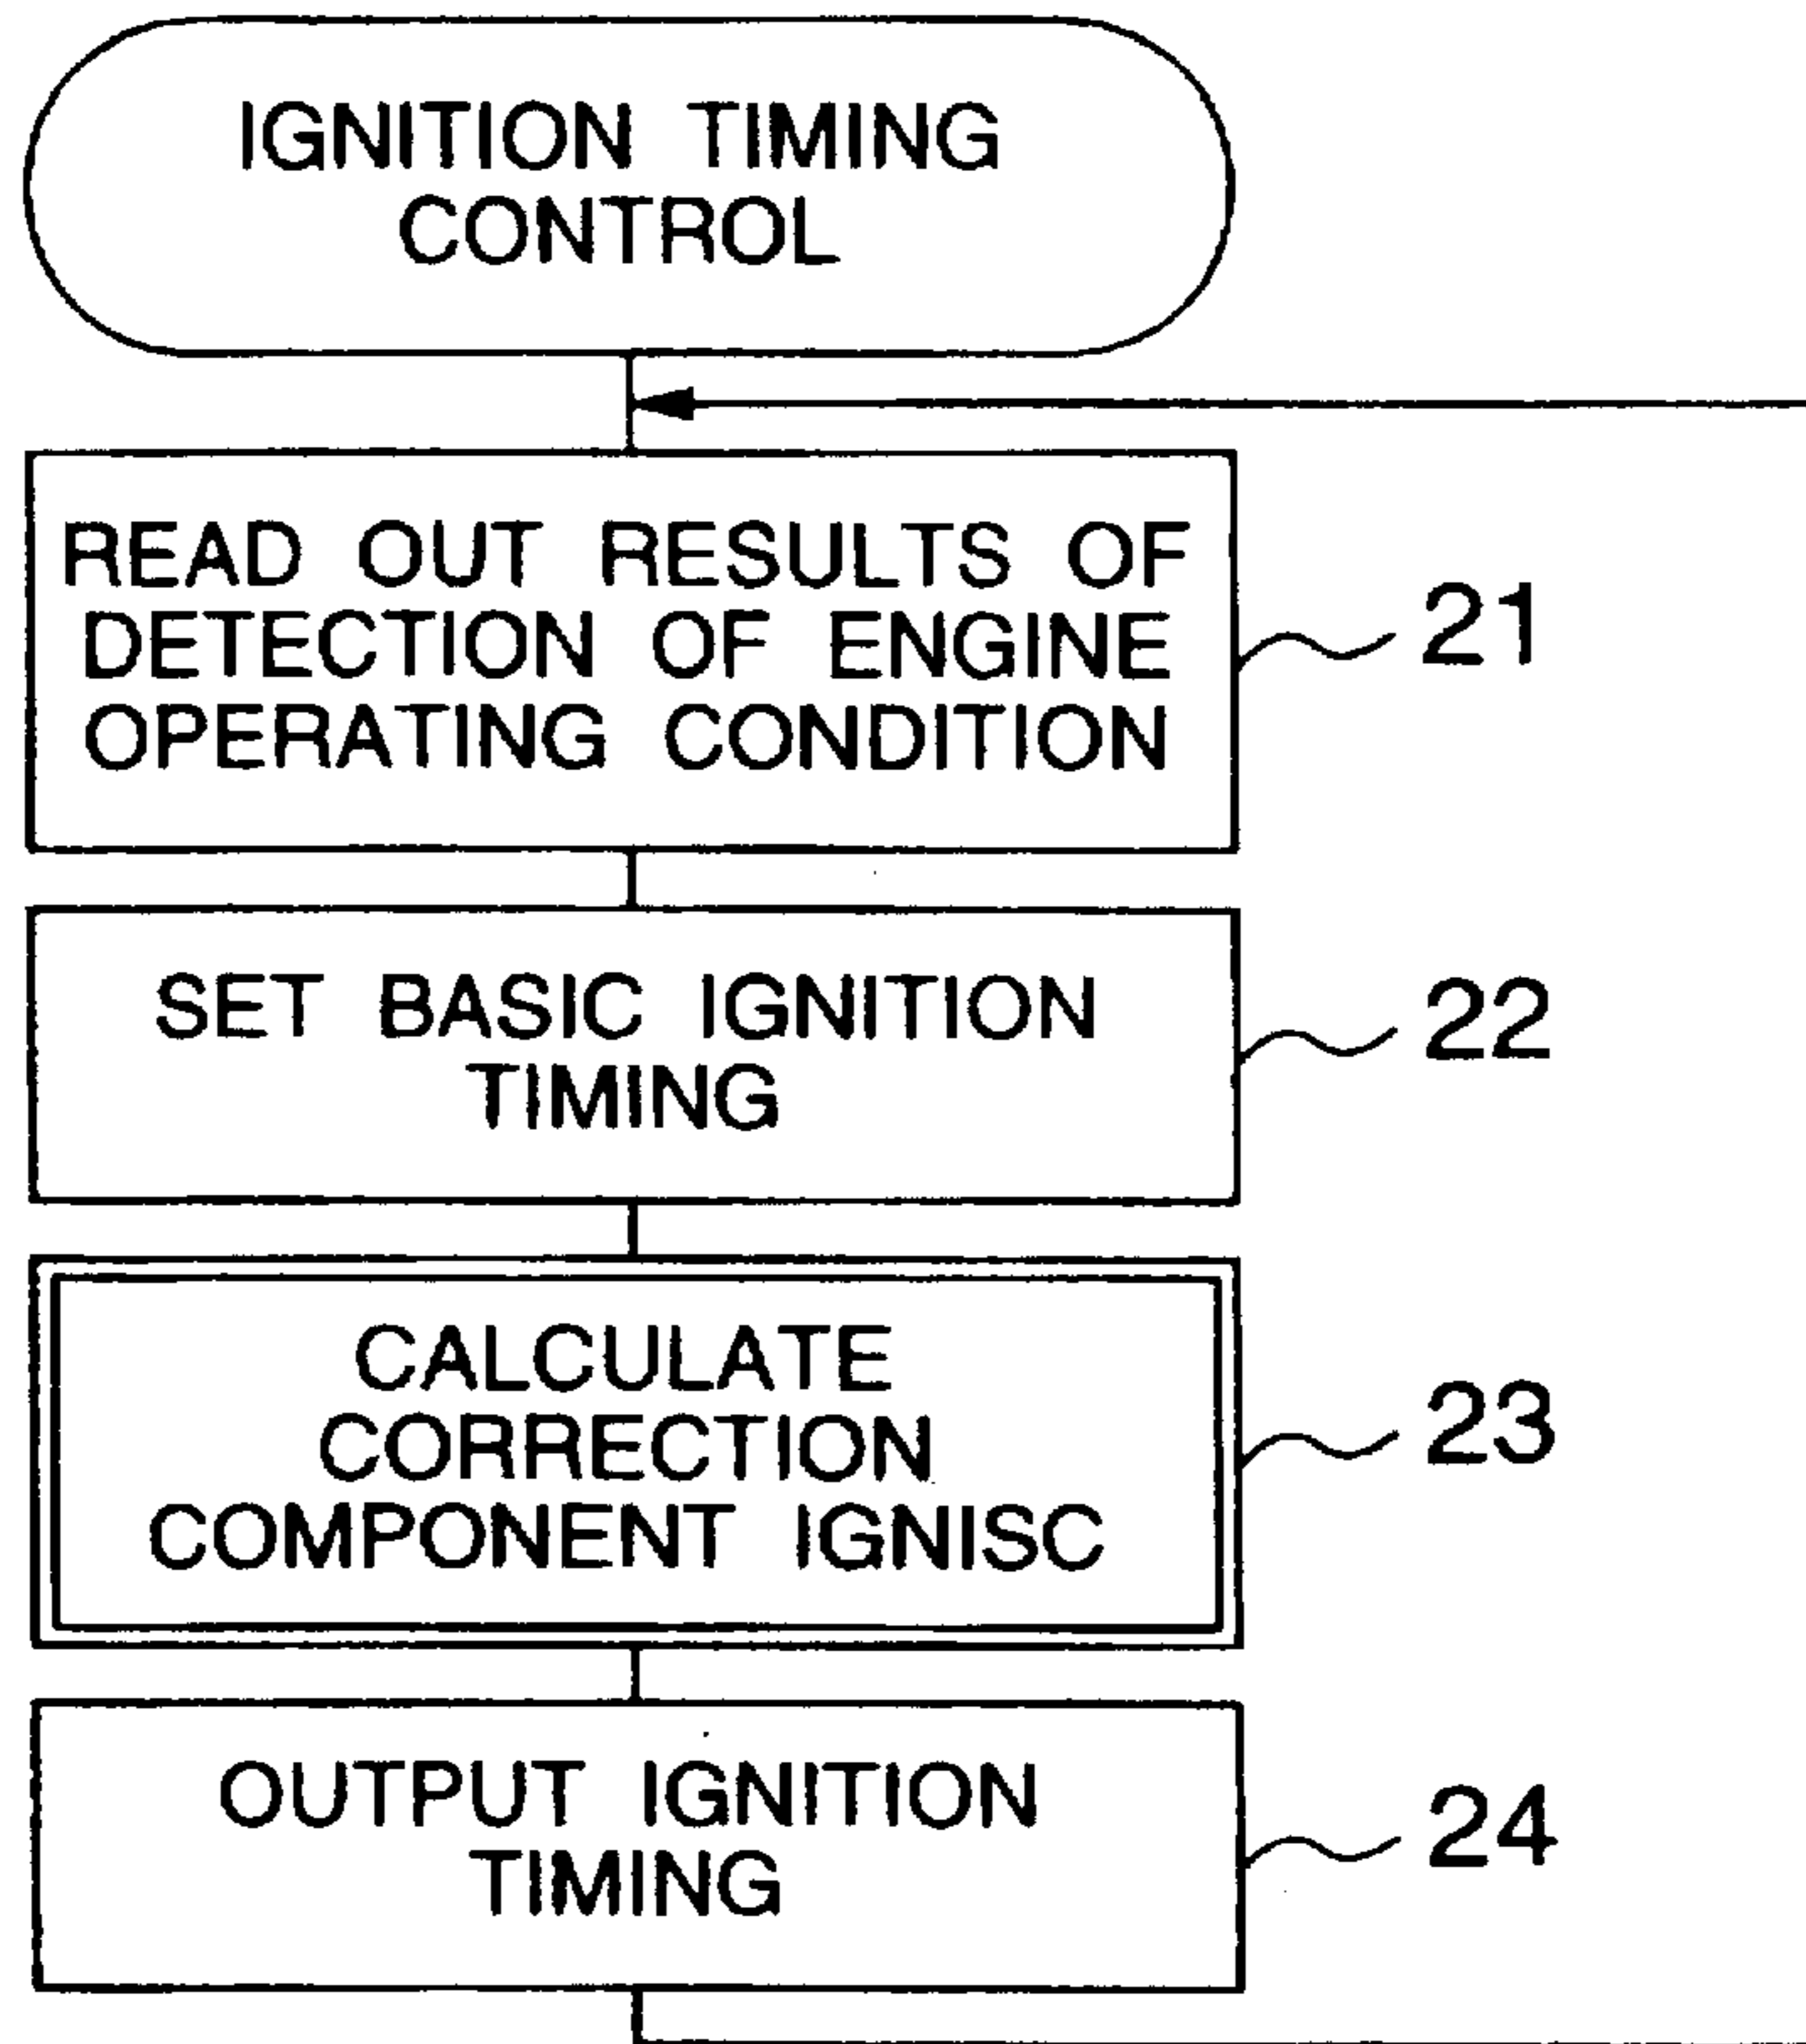 IGNITION TIMING
CONTROL
READ OUT RESULTS OF
DETECTION OF ENGINE
OPERATING CONDITION
21
SET BASIC IGNITION
TIMING
22
CALCULATE
CORRECTION
COMPONENT IGNISC
23
OUTPUT IGNITION
TIMING
24